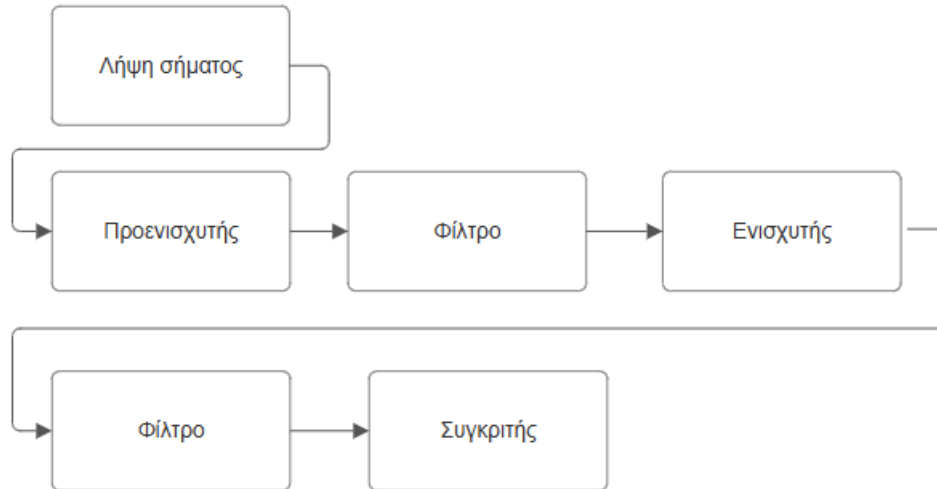 Λήψη σήματος
Προενισχυτής
Φίλτρο
Ενισχυτής
Φίλτρο
Συγκριτής